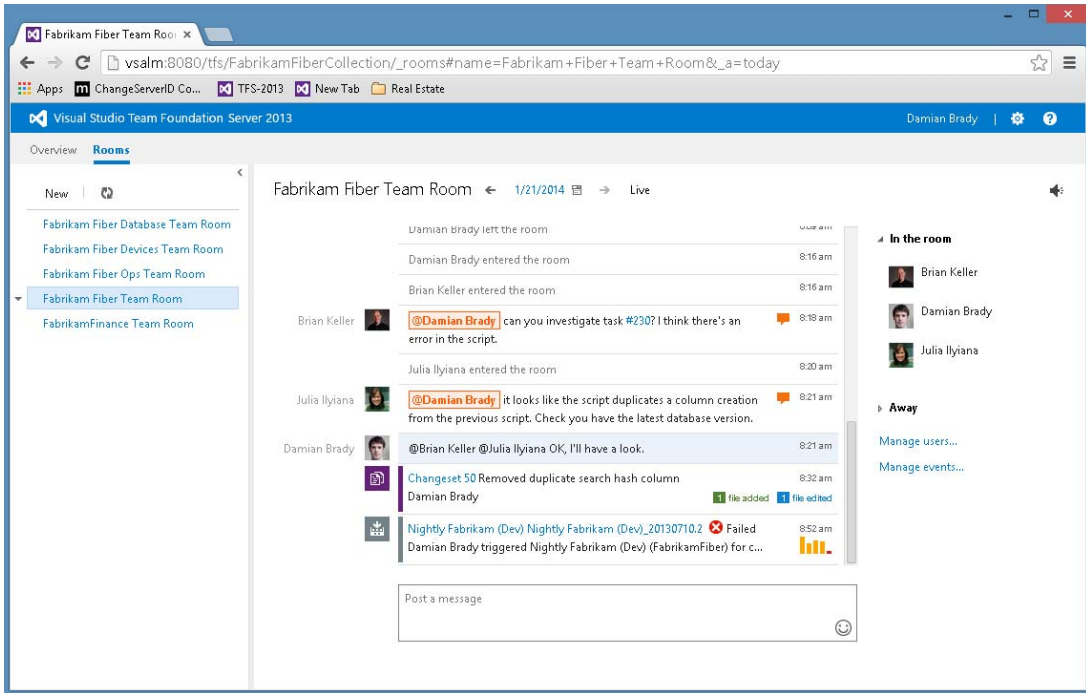 Fabrikam Fiber Team Roo
vsalm:8080/tfs/FabrikamFiberCollection/_rooms#name=Fabrikam+Fiber+Team+Room&_a=today
Apps m ChangeServerID Co... TFS-2013 New Tab Real Estate
Visual Studio Team Foundation Server 2013 Damian Brady |
Overview Rooms
New
Fabrikam Fiber Database Team Room
Fabrikam Fiber Devices Team Room
Fabrikam Fiber Ops Team Room
Fabrikam Fiber Team Room
FabrikamFinance Team Room
Fabrikam Fiber Team Room ← 1/21/2014 → Live
Damian Brady left the room
Damian Brady entered the room 8:16 am
Brian Keller entered the room 8:16 am
Brian Keller @Damian Brady can you investigate task #230? I think there's an 8:18 am
error in the script.
Julia Ilyiana entered the room 8:20 am
Julia Ilyiana @Damian Brady it looks like the script duplicates a column creation 8:21 am
from the previous script. Check you have the latest database version.
Damian Brady @Brian Keller @Julia Ilyiana OK, I'll have a look. 8:21 am
Changeset 50 Removed duplicate search hash column 8:32 am
Damian Brady 1 file added 1 file edited
Nightly Fabrikam (Dev) Nightly Fabrikam (Dev)_20130710.2 Failed 8:52 am
Damian Brady triggered Nightly Fabrikam (Dev) (FabrikamFiber) for c...
Post a message
In the room
Brian Keller
Damian Brady
Julia Ilyiana
Away
Manage users...
Manage events...